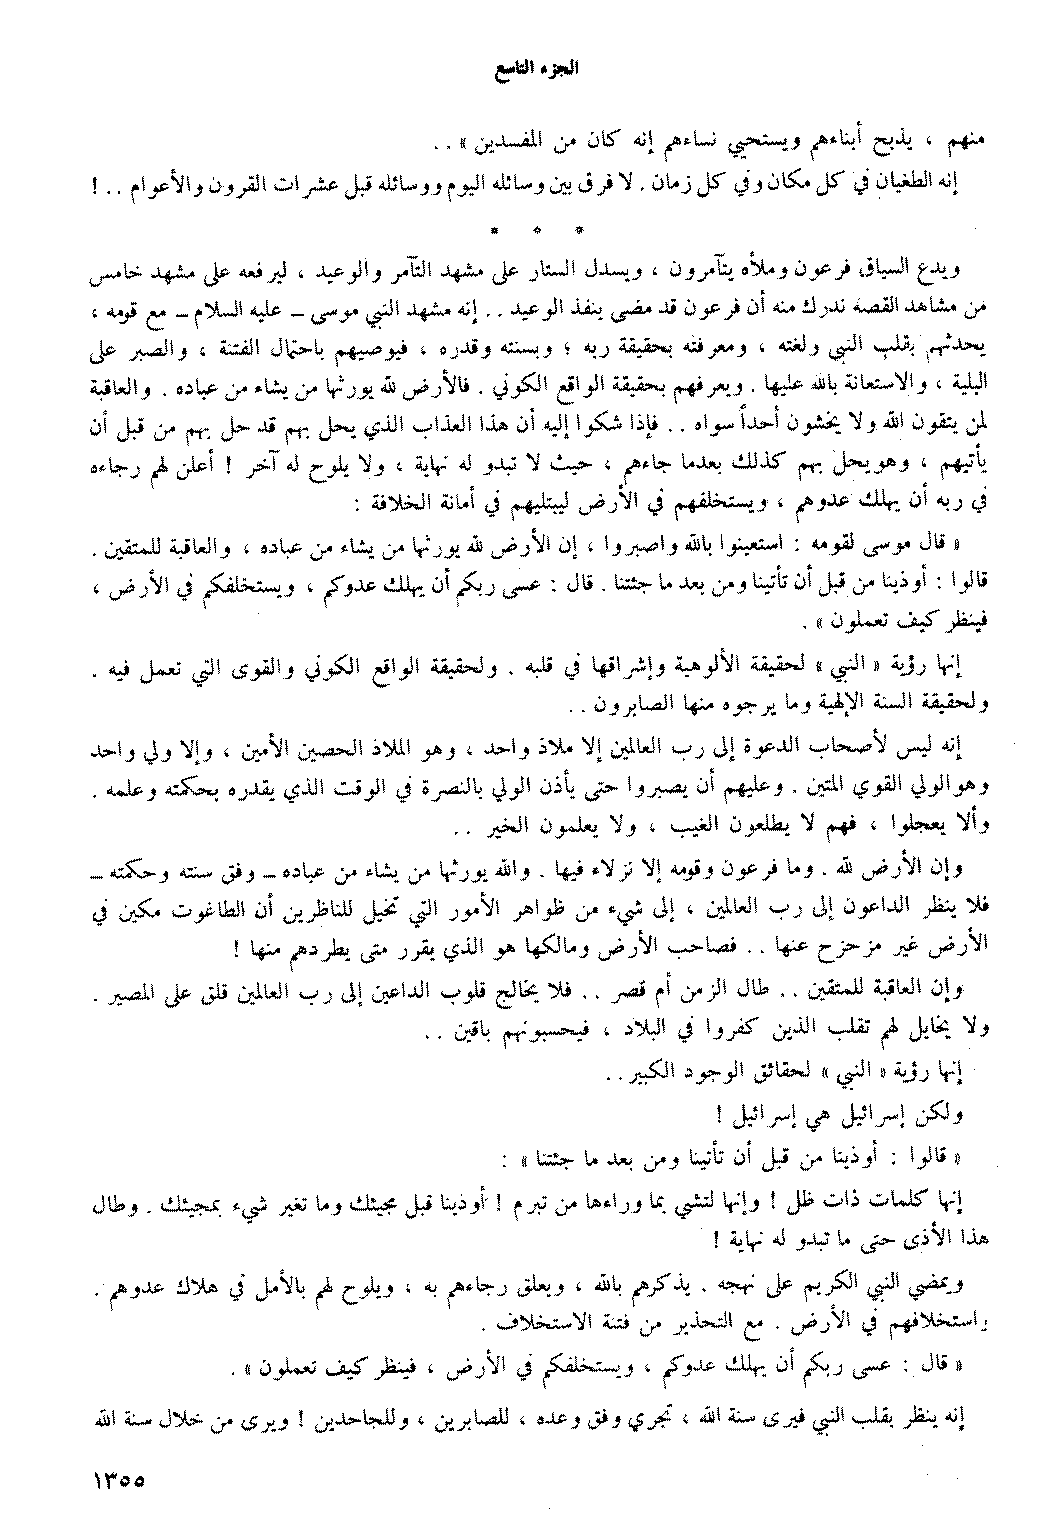 الجزء التاسع
منهم ، يذبح أبناءهم ويستحيي نساءهم إنه كان من المفسدين » . .
إنه الطغيان في كل مكان وفي كل زمان . لا فرق بين وسائله اليوم ووسائله قبل عشرات القرون والأعوام . . !
* * *
ويدع السياق فرعون وملأه يتآمرون ، ويسدل الستار على مشهد التآمر والوعيد ، ليرفعه على مشهد خامس
من مشاهد القصة ندرك منه أن فرعون قد مضى ينفذ الوعيد . . إنه مشهد النبي موسى – عليه السلام – مع قومه ،
يحدثهم بقلب النبي ولغته ، ومعرفته بحقيقة ربه ؛ وبسنته وقدره ، فيوصيهم باحتمال الفتنة ، والصبر على
البلية ، والاستعانة بالله عليها . ويعرفهم بحقيقة الواقع الكوني . فالأرض لله يورثها من يشاء من عباده . والعاقبة
لمن يتقون الله ولا يخشون أحداً سواه . . فإذا شكوا إليه أن هذا العذاب الذي يحل بهم قد حل بهم من قبل أن
يأتيهم ، وهو يحل بهم كذلك بعدما جاءهم ، حيث لا تبدو له نهاية ، ولا يلوح له آخر ! أعلن لهم رجاءه
في ربه أن يهلك عدوهم ، ويستخلفهم في الأرض ليبتليهم في أمانة الخلافة :
« قال موسى لقومه : استعينوا بالله واصبروا ، إن الأرض لله يورثها من يشاء من عباده ، والعاقبة للمتقين .
قالوا : أوذينا من قبل أن تأتينا ومن بعد ما جئتنا . قال : عسى ربكم أن يهلك عدوكم ، ويستخلفكم في الأرض ،
فينظر كيف تعملون » .
إنها رؤية « النبي » لحقيقة الألوهية وإشراقها في قلبه . ولحقيقة الواقع الكوني والقوى التي تعمل فيه .
ولحقيقة السنة الإلهية وما يرجوه منها الصابرون . .
إنه ليس لأصحاب الدعوة إلى رب العالمين إلا ملاذ واحد ، وهو الملاذ الحصين الأمين ، وإلا ولي واحد
وهو الولي القوي المتين . وعليهم أن يصبروا حتى يأذن الولي بالنصرة في الوقت الذي يقدره بحكمته وعلمه .
وألا يعجلوا ، فهم لا يطلعون الغيب ، ولا يعلمون الخير . .
وإن الأرض لله . وما فرعون وقومه إلا نزلاء فيها . والله يورثها من يشاء من عباده – وفق سنته وحكمته –
فلا ينظر الداعون إلى رب العالمين ، إلى شيء من ظواهر الأمور التي تخيل للناظرين أن الطاغوت مكين في
الأرض غير مزحزح عنها . . فصاحب الأرض ومالكها هو الذي يقرر متى يطردهم منها !
وإن العاقبة للمتقين . . طال الزمن أم قصر . . فلا يخالج قلوب الداعين إلى رب العالمين قلق على المصير .
ولا يخايل لهم تقلب الذين كفروا في البلاد ، فيحسبونهم باقين . .
إنها رؤية « النبي » لحقائق الوجود الكبير . .
ولكن إسرائيل هي إسرائيل !
« قالوا : أوذينا من قبل أن تأتينا ومن بعد ما جئتنا » :
إنها كلمات ذات ظل ! وإنها لتشي بما وراءها من تبرم ! أوذينا قبل مجيئك وما تغير شيء بمجيئك . وطال
هذا الأذى حتى ما تبدو له نهاية !
ويمضي النبي الكريم على نهجه . يذكرهم بالله ، ويعلق رجاءهم به ، ويلوح لهم بالأمل في هلاك عدوهم .
واستخلافهم في الأرض . مع التحذير من فتنة الاستخلاف .
« قال : عسى ربكم أن يهلك عدوكم ، ويستخلفكم في الأرض ، فينظر كيف تعملون » .
إنه ينظر بقلب النبي فيرى سنة الله ، تجري وفق وعده ، للصابرين ، وللجاحدين ! ويرى من خلال سنة الله
١٣٥٥